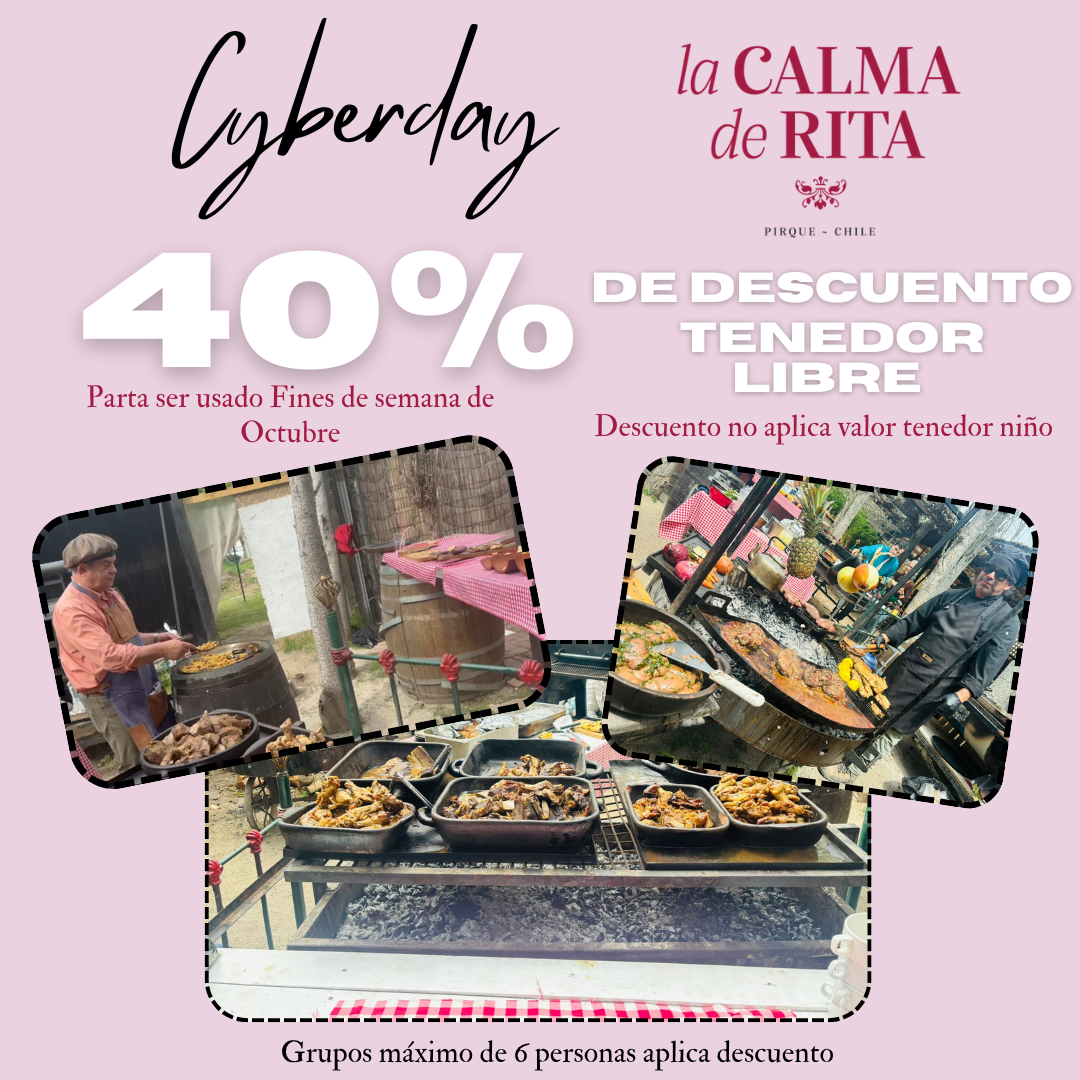 Cyberday
la CALMA
de RITA
PIRQUE ~ CHILE
40%
DE DESCUENTO
TENEDOR
LIBRE
Parta ser usado Fines de semana de
Octubre
Descuento no aplica valor tenedor niño
Grupos máximo de 6 personas aplica descuento